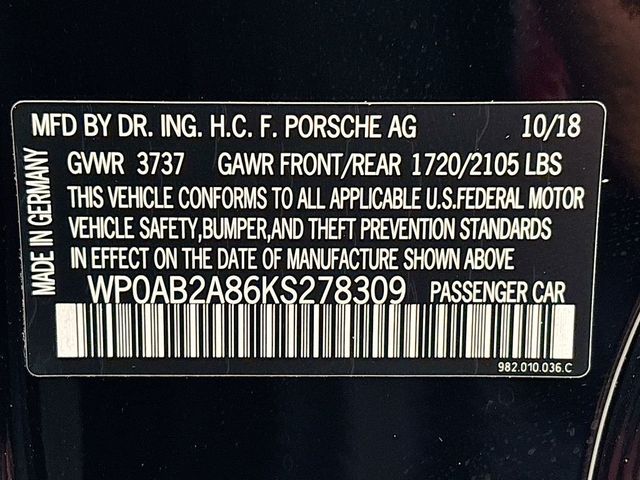 MFD BY DR. ING. H.C. F. PORSCHE AG 10/18
GVWR 3737 GAWR FRONT/REAR 1720/2105 LBS
THIS VEHICLE CONFORMS TO ALL APPLICABLE U.S.FEDERAL MOTOR
VEHICLE SAFETY,BUMPER,AND THEFT PREVENTION STANDARDS
IN EFFECT ON THE DATE OF MANUFACTURE SHOWN ABOVE
WP0AB2A86KS278309 PASSENGER CAR
982.010.036.C
MADE IN GERMANY